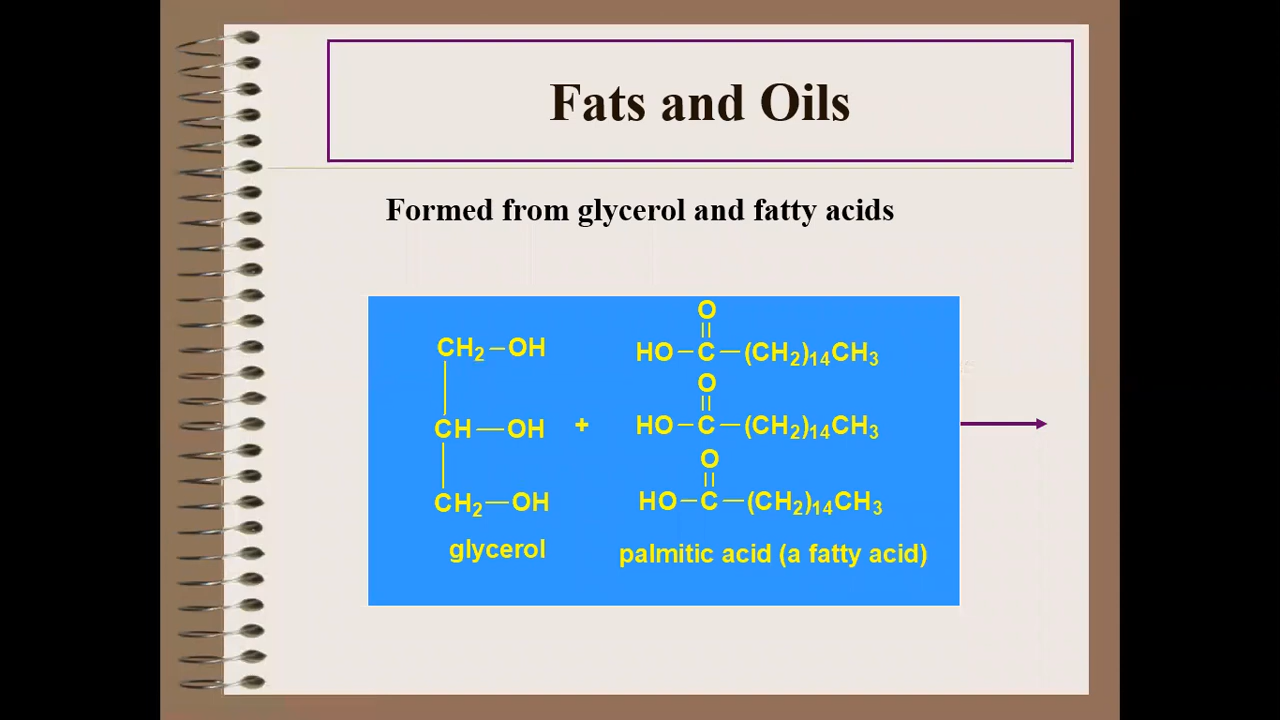 Fats and Oils
Formed from glycerol and fatty acids
O
||
CH₂–OH HO–C–(CH₂)₁₄CH₃
O
||
CH—OH + HO–C–(CH₂)₁₄CH₃
O
||
CH₂—OH HO–C–(CH₂)₁₄CH₃
glycerol palmitic acid (a fatty acid)